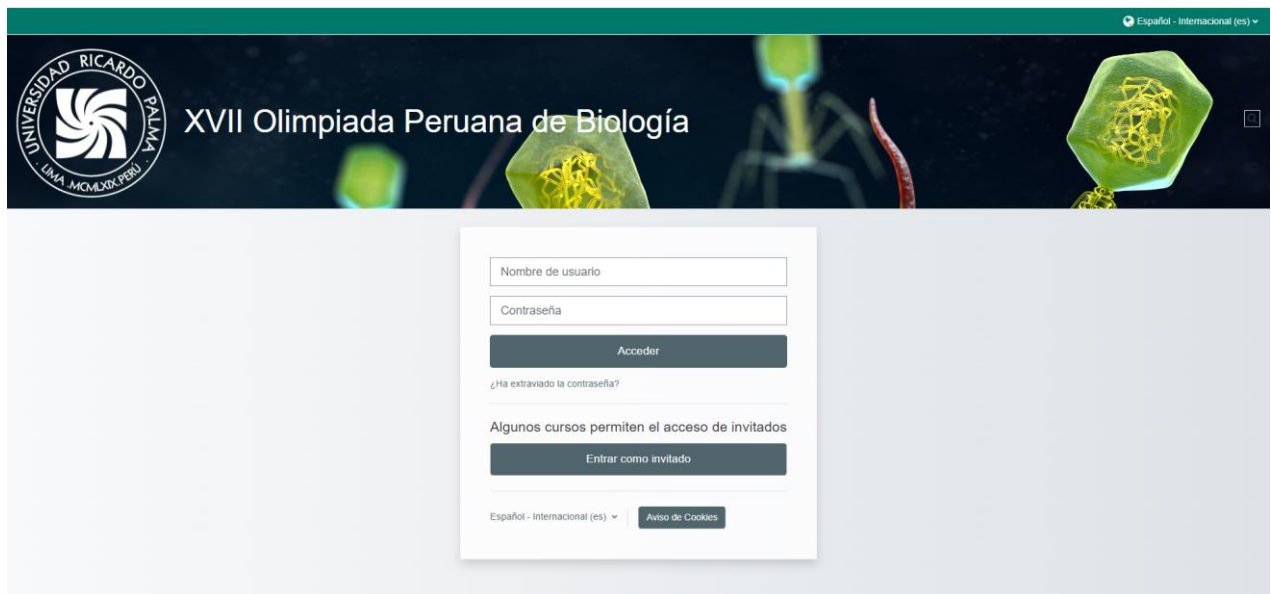 Español - Internacional (es)
UNIVERSIDAD RICARDO PALMA
LIMA .MCMLXIX.PERÚ
XVII Olimpiada Peruana de Biología
Nombre de usuario
Contraseña
Acceder
¿Ha extraviado la contraseña?
Algunos cursos permiten el acceso de invitados
Entrar como invitado
Español - Internacional (es)
Aviso de Cookies